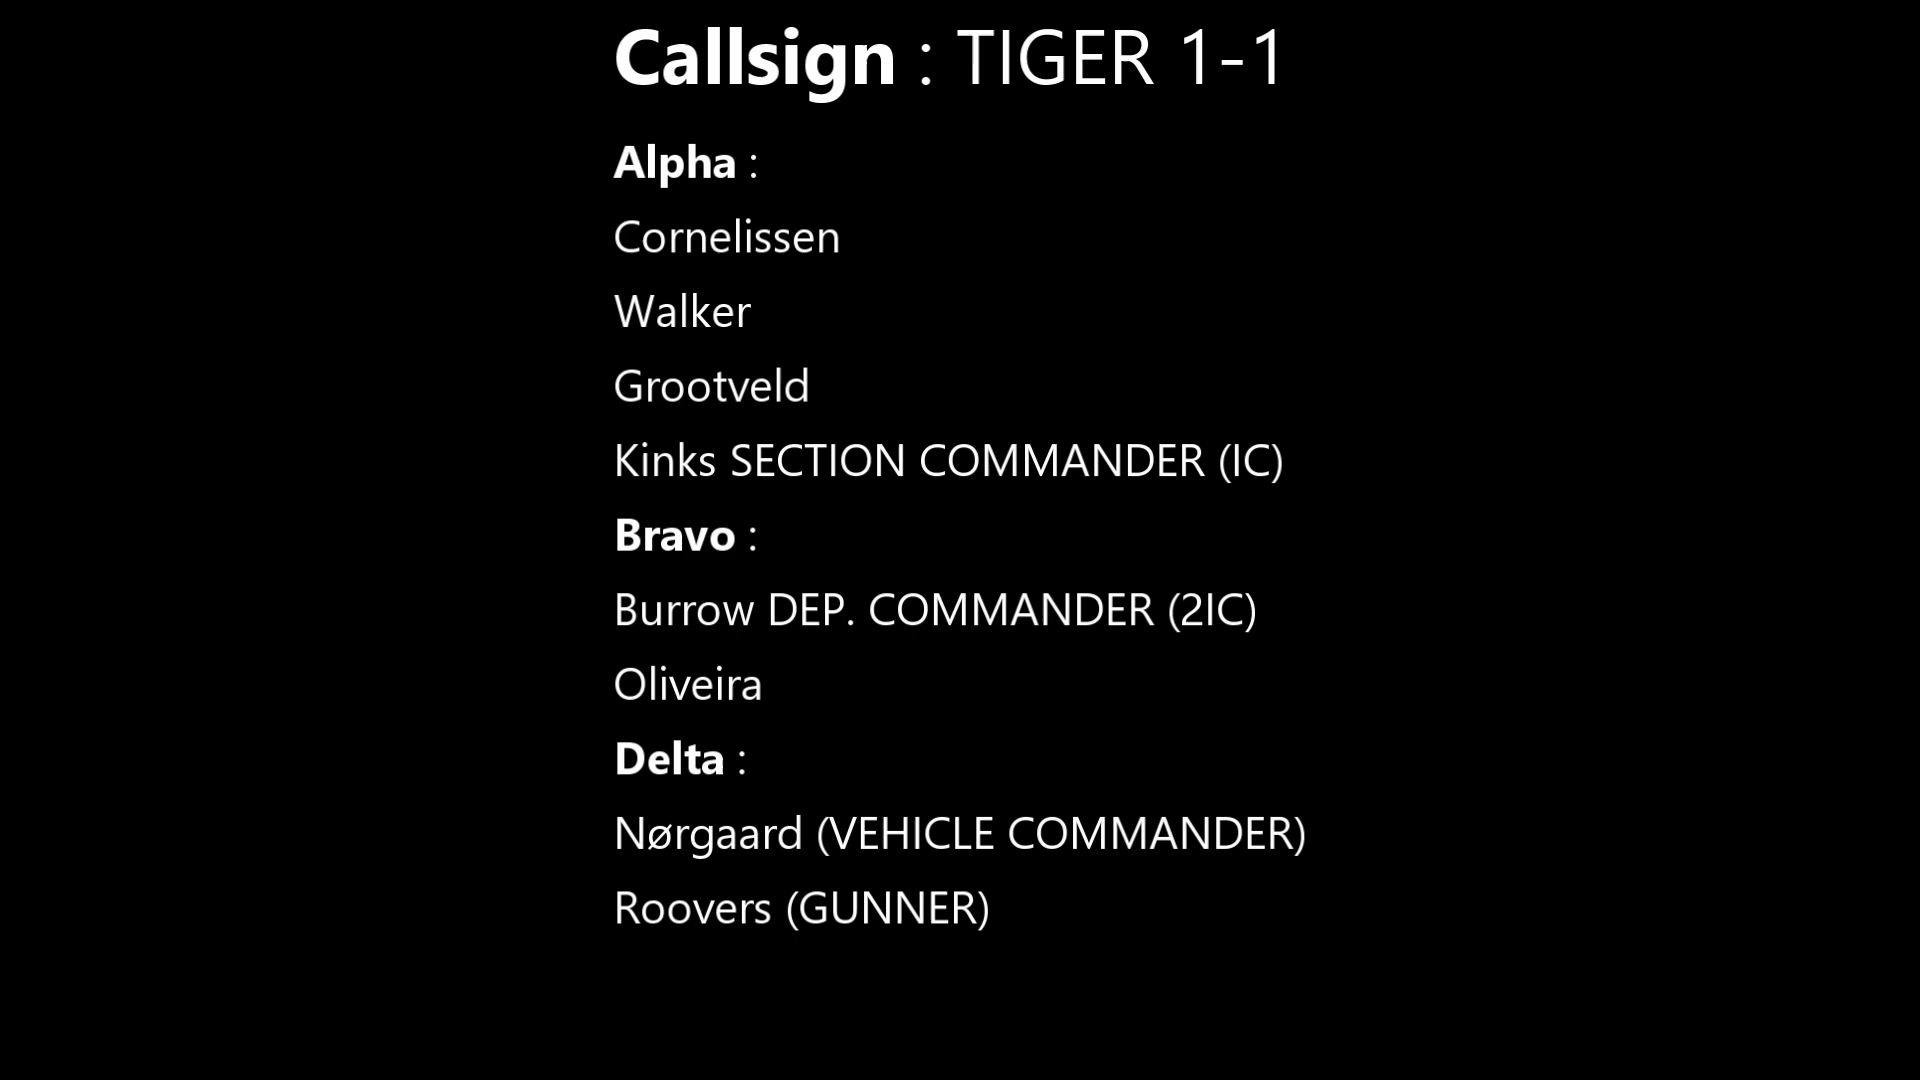 Callsign : TIGER 1-1
Alpha :
Cornelissen
Walker
Grootveld
Kinks SECTION COMMANDER (IC)
Bravo :
Burrow DEP. COMMANDER (2IC)
Oliveira
Delta :
Nørgaard (VEHICLE COMMANDER)
Roovers (GUNNER)